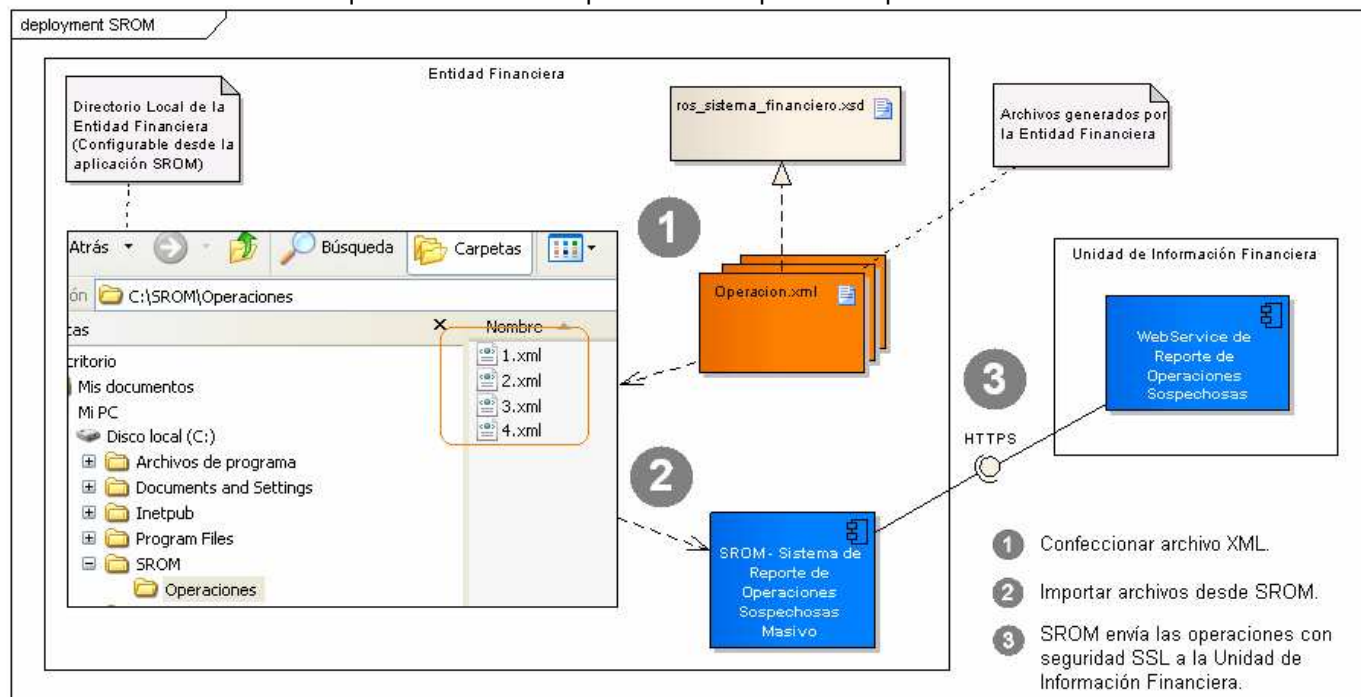 deployment SROM
Entidad Financiera
Directorio Local de la
Entidad Financiera
(Configurable desde la
aplicación SROM)
ros_sistema_financiero.xsd
Archivos generados por
la Entidad Financiera
1
Atrás
Búsqueda
Carpetas
ón
C:\SROM\Operaciones
cas
X
Nombre
1.xml
2.xml
3.xml
4.xml
critorio
Mis documentos
Mi PC
Disco local (C:)
Archivos de programa
Documents and Settings
Inetpub
Program Files
SROM
Operaciones
Operacion.xml
Unidad de Información Financiera
WebService de
Reporte de
Operaciones
Sospechosas
3
HTTPS
2
SROM- Sistema de
Reporte de
Operaciones
Sospechosas
Masivo
1 Confeccionar archivo XML.
2 Importar archivos desde SROM.
3 SROM envía las operaciones con
seguridad SSL a la Unidad de
Información Financiera.